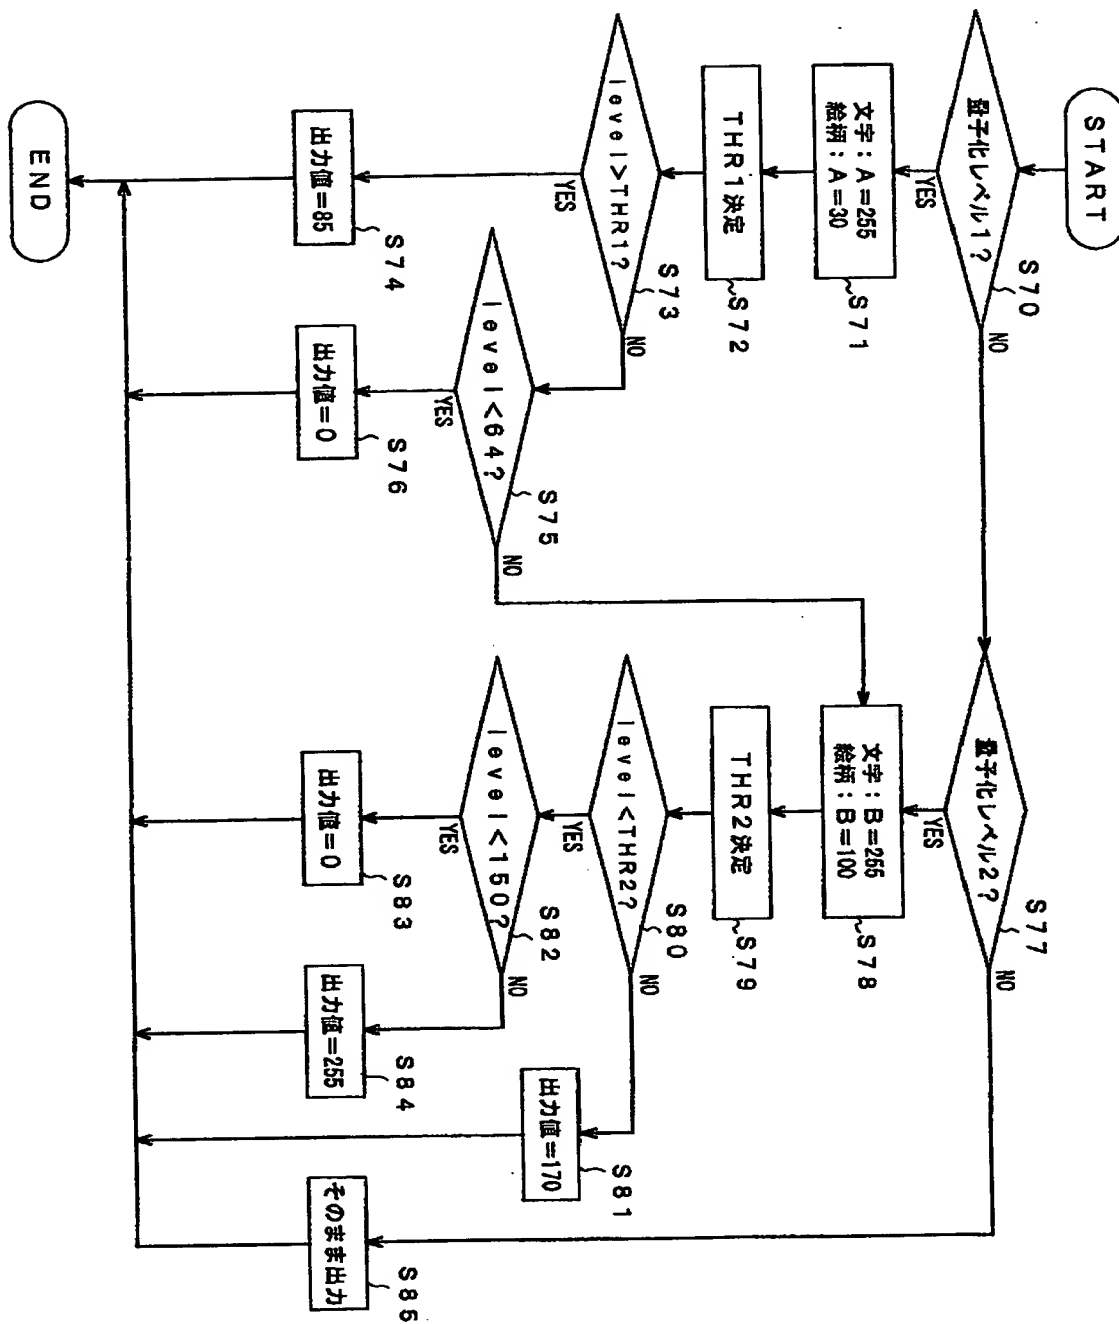 START
量子化レベル1?
S70
YES
NO
文字:A=255
絵柄:A=30
S71
THR1決定
S72
level>THR1?
S73
YES
NO
出力値=85
S74
level<64?
S75
YES
NO
出力値=0
S76
量子化レベル2?
S77
YES
NO
文字:B=255
絵柄:B=100
S78
THR2決定
S79
level<THR2?
S80
YES
NO
出力値=170
S81
level<150?
S82
YES
NO
出力値=0
S83
出力値=255
S84
そのまま出力
S85
END